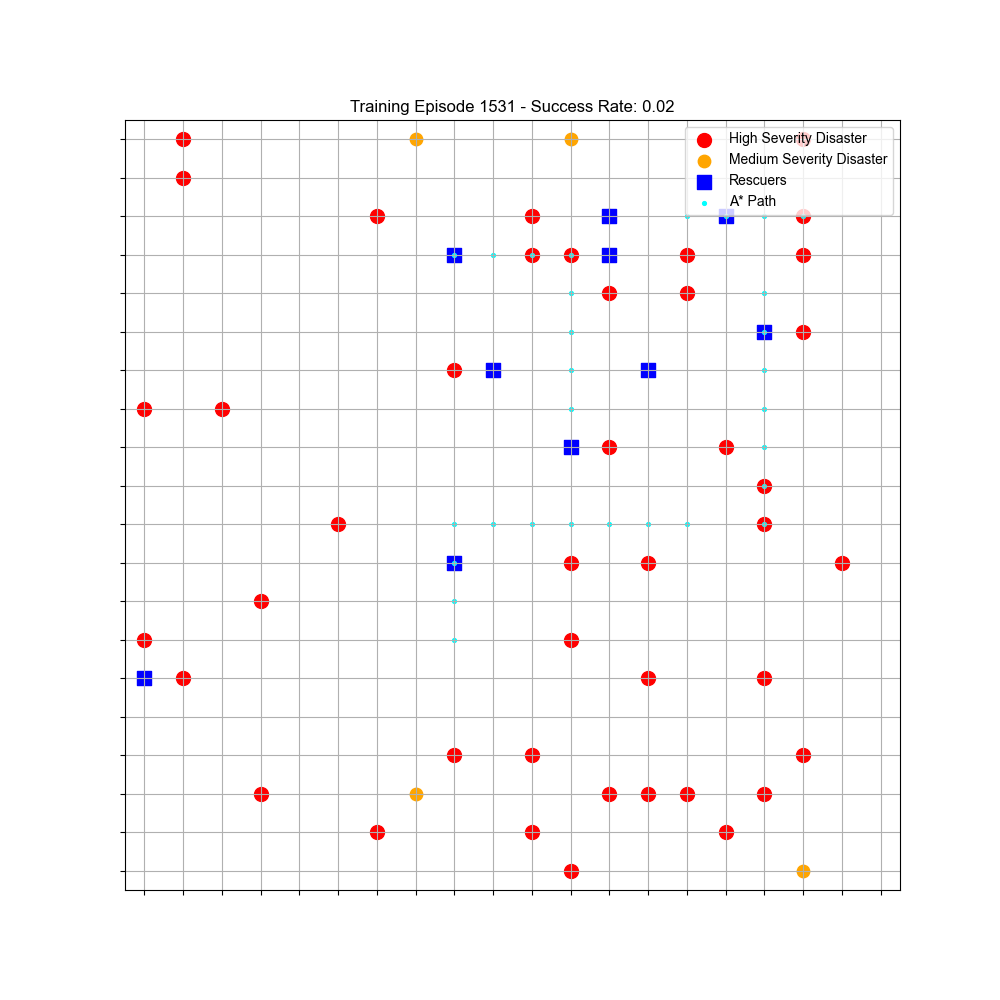 Training Episode 1531 - Success Rate: 0.02
High Severity Disaster
Medium Severity Disaster
Rescuers
A* Path